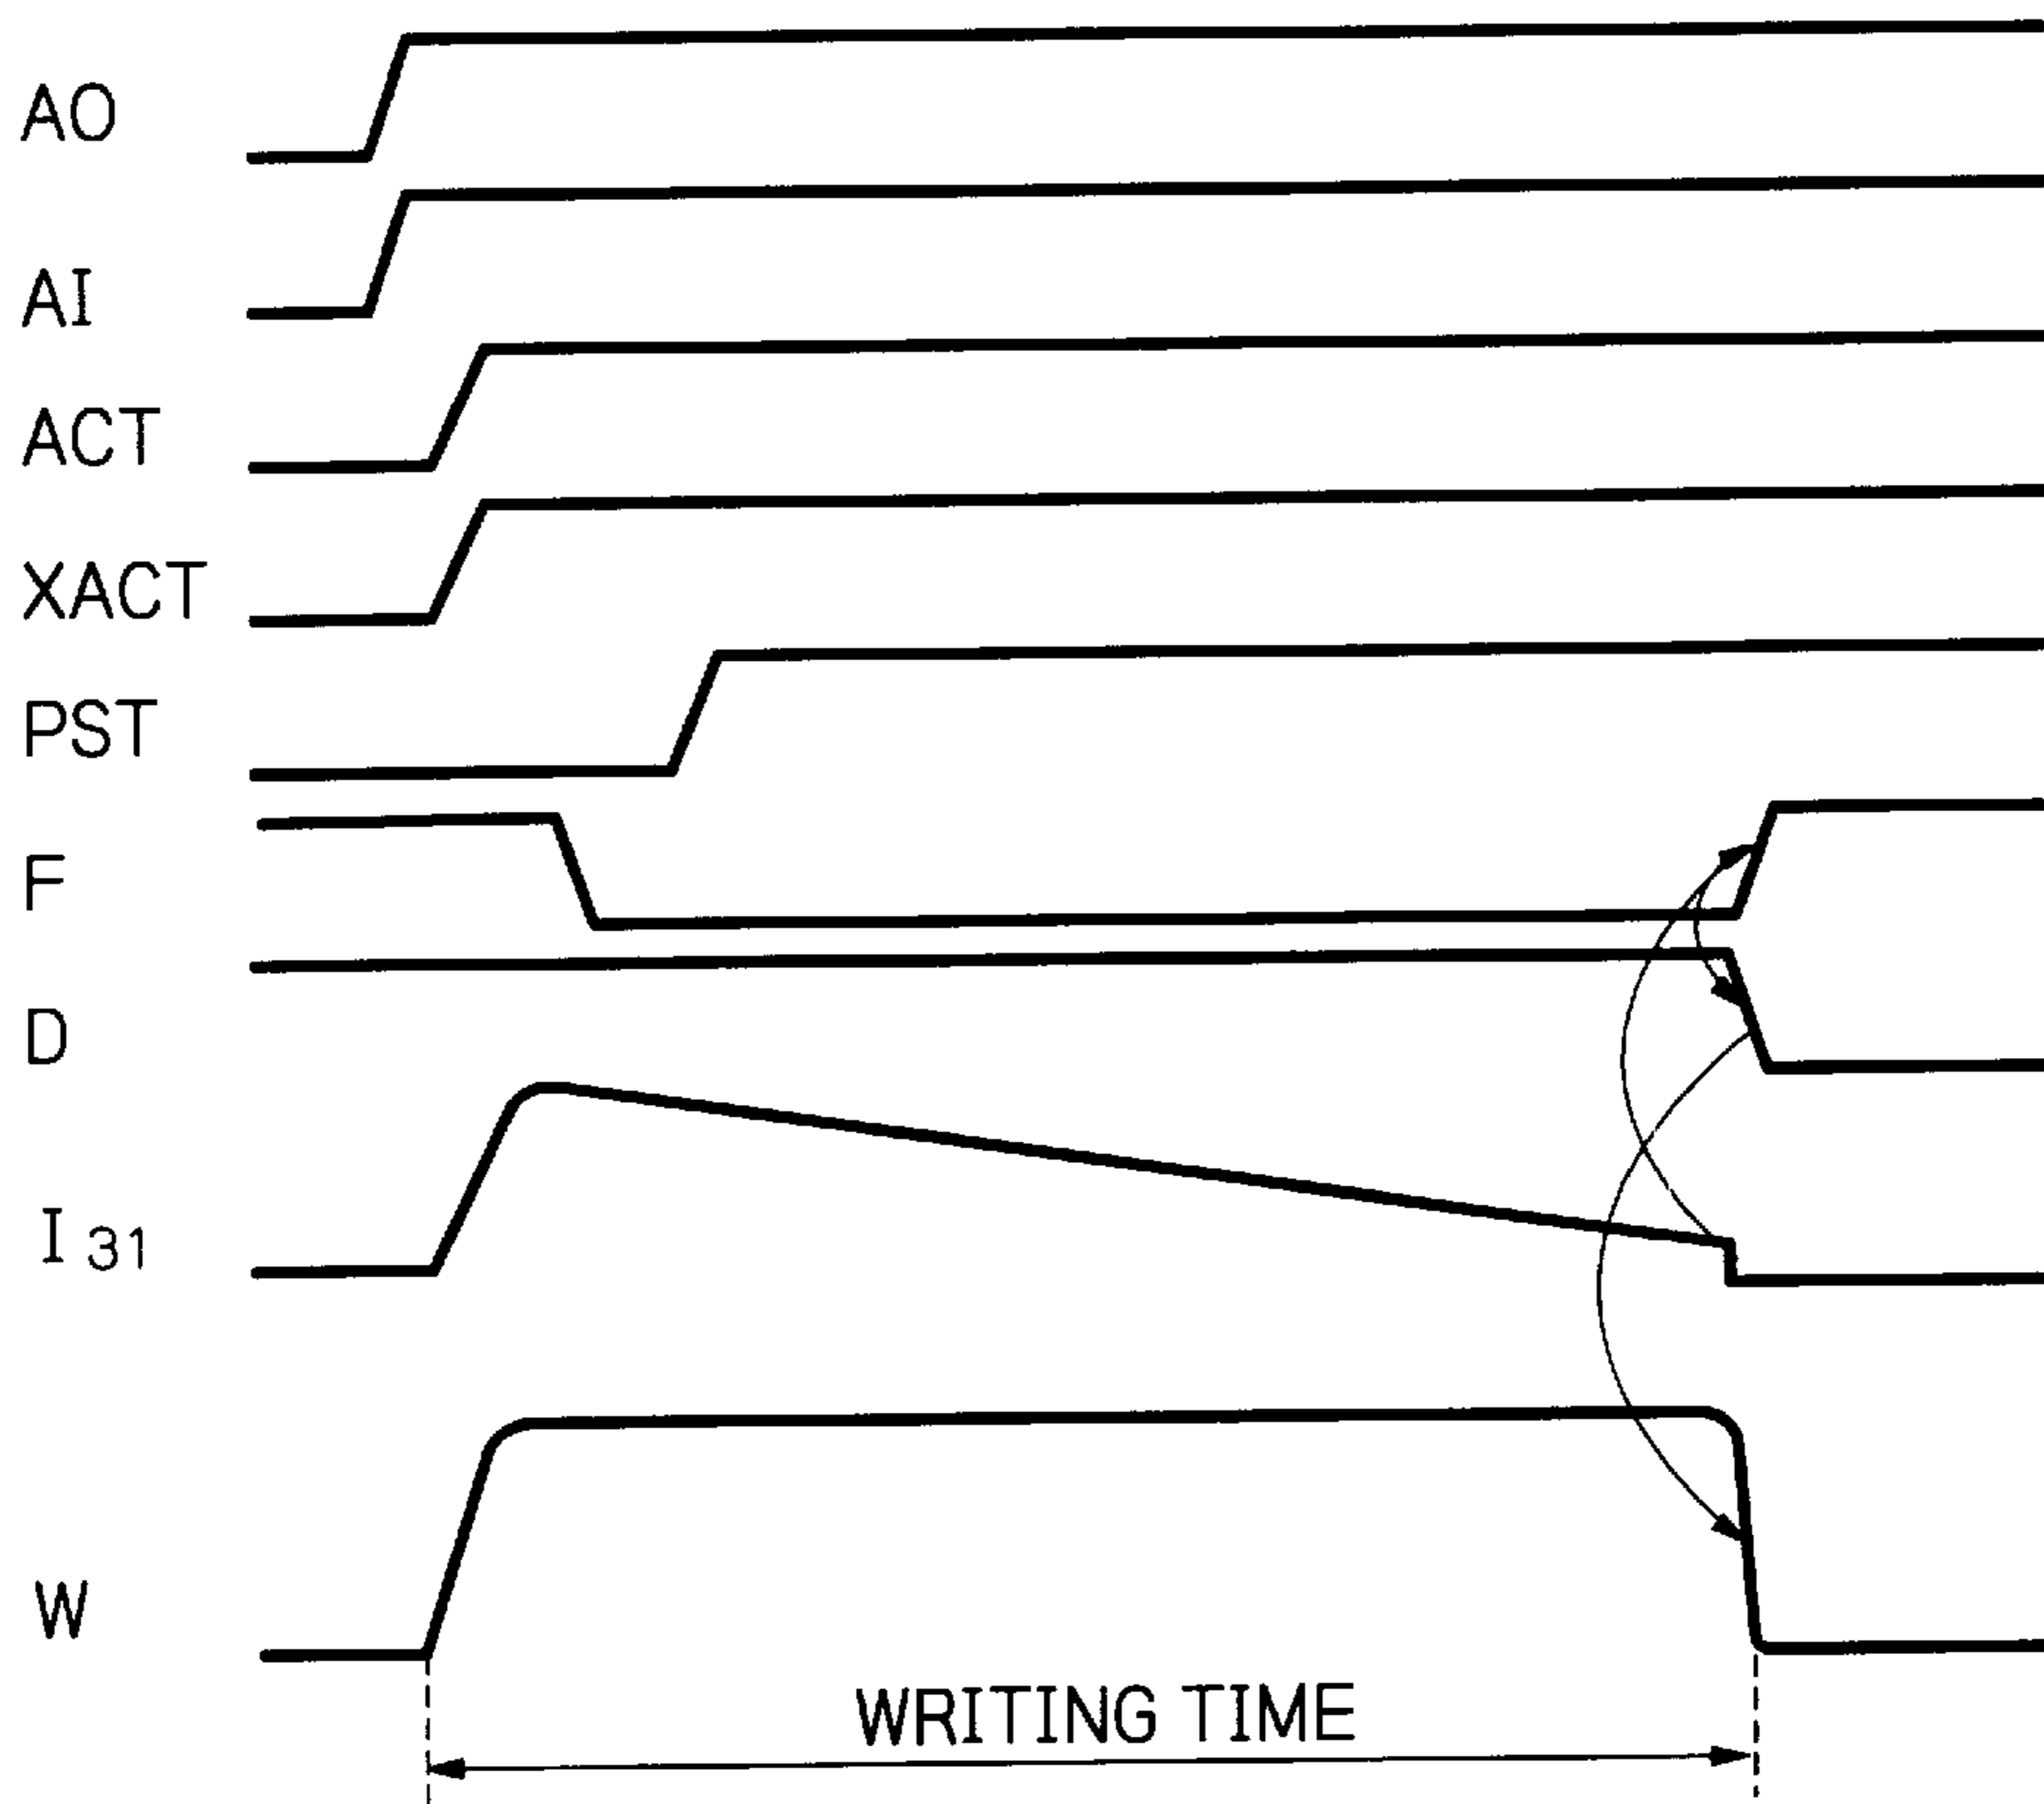 AO
AI
ACT
XACT
PST
F
D
I 31
W
WRITING TIME